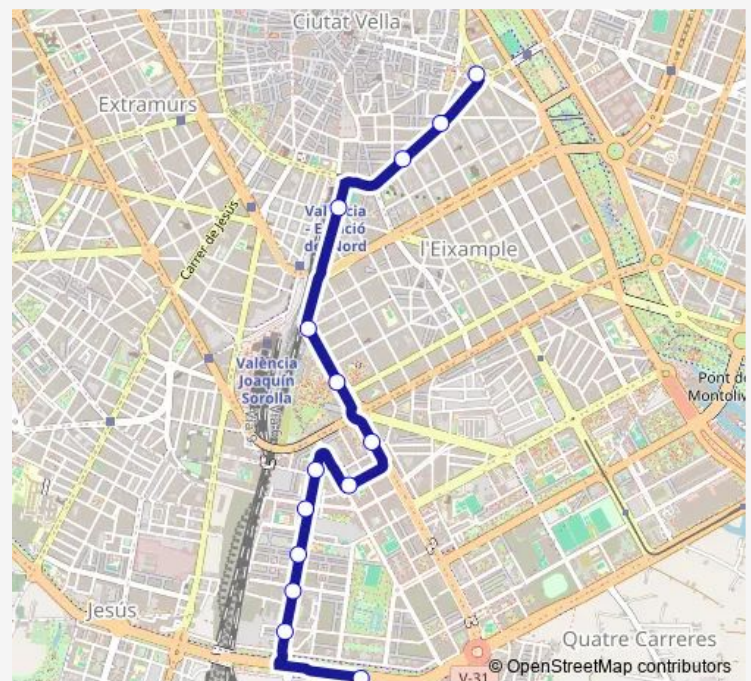 Ciutat Vella
Extramurs
Carrer de Jesús
València
- Estació
del Nord
l'Eixample
València
Joaquín
Sorolla
Pont de
Montoliv
Jesús
Quatre Carreres
V-31
© OpenStreetMap contributors